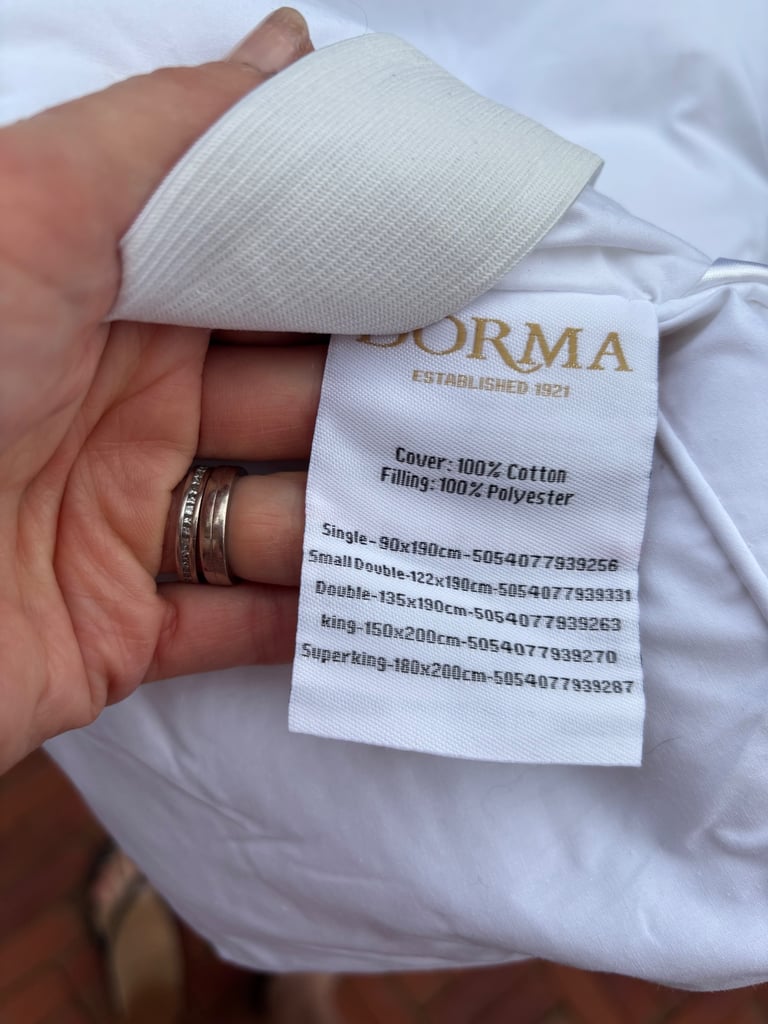 DORMA
ESTABLISHED 1921
Cover: 100% Cotton
Filling: 100% Polyester
Single-90x190cm-5054077939256
Small Double-122x190cm-5054077939331
Double-135x190cm-5054077939263
king-150x200cm-5054077939270
Superking-180x200cm-5054077939287